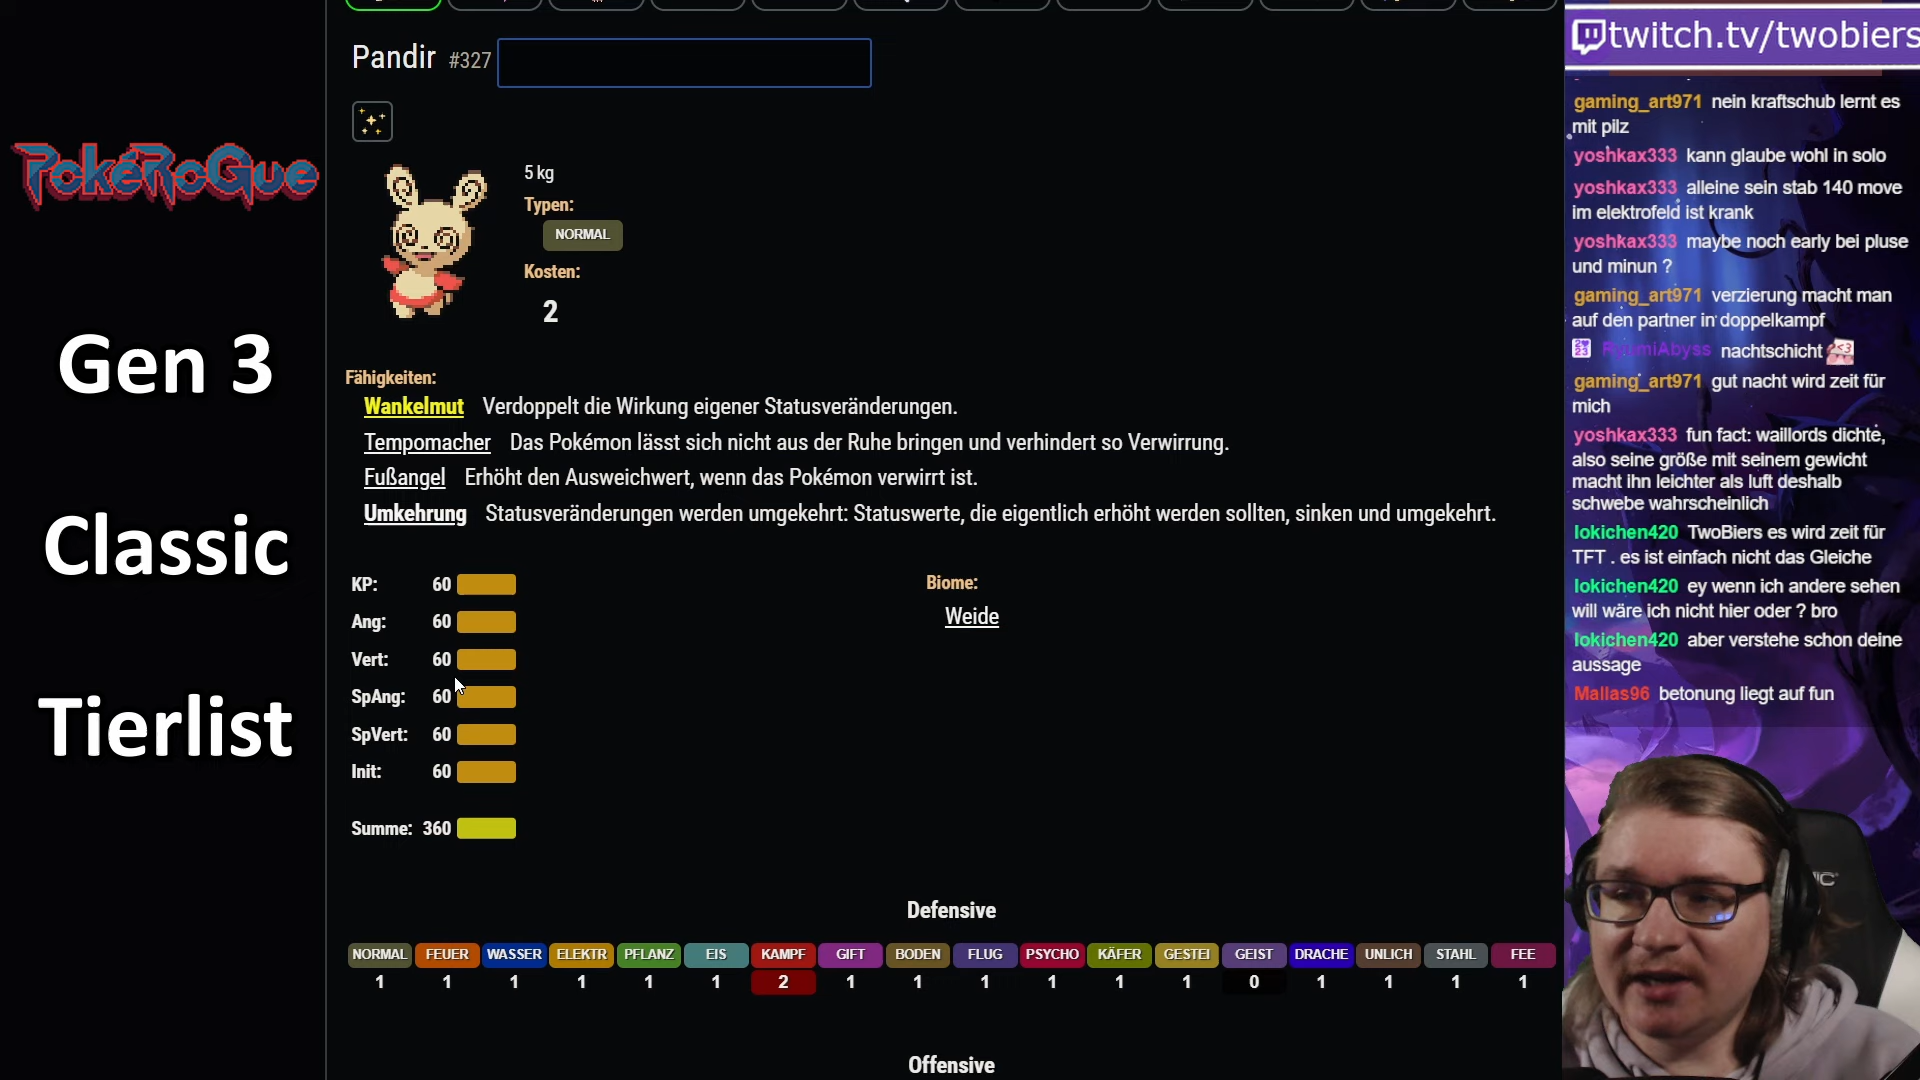 PokéRoGue
Gen 3
Classic
Tierlist
Pandir #327
5 kg
Typen:
NORMAL
Kosten:
2
Fähigkeiten:
Wankelmut Verdoppelt die Wirkung eigener Statusveränderungen.
Tempomacher Das Pokémon lässt sich nicht aus der Ruhe bringen und verhindert so Verwirrung.
Fußangel Erhöht den Ausweichwert, wenn das Pokémon verwirrt ist.
Umkehrung Statusveränderungen werden umgekehrt: Statuswerte, die eigentlich erhöht werden sollten, sinken und umgekehrt.
KP: 60
Ang: 60
Vert: 60
SpAng: 60
SpVert: 60
Init: 60
Summe: 360
Biome:
Weide
Defensive
NORMAL FEUER WASSER ELEKTR PFLANZ EIS KAMPF GIFT BODEN FLUG PSYCHO KÄFER GESTEI GEIST DRACHE UNLICH STAHL FEE
1 1 1 1 1 1 2 1 1 1 1 1 1 0 1 1 1 1
Offensive
twitch.tv/twobiers
gaming_art971 nein kraftschub lernt es
mit pilz
yoshkax333 kann glaube wohl in solo
yoshkax333 alleine sein stab 140 move
im elektrofeld ist krank
yoshkax333 maybe noch early bei pluse
und minun ?
gaming_art971 verzierung macht man
auf den partner in doppelkampf
nachtschicht
gaming_art971 gut nacht wird zeit für
mich
yoshkax333 fun fact: waillords dichte,
also seine größe mit seinem gewicht
macht ihn leichter als luft deshalb
schwebe wahrscheinlich
lokichen420 TwoBiers es wird zeit für
TFT . es ist einfach nicht das Gleiche
lokichen420 ey wenn ich andere sehen
will wäre ich nicht hier oder ? bro
lokichen420 aber verstehe schon deine
aussage
Mallas96 betonung liegt auf fun